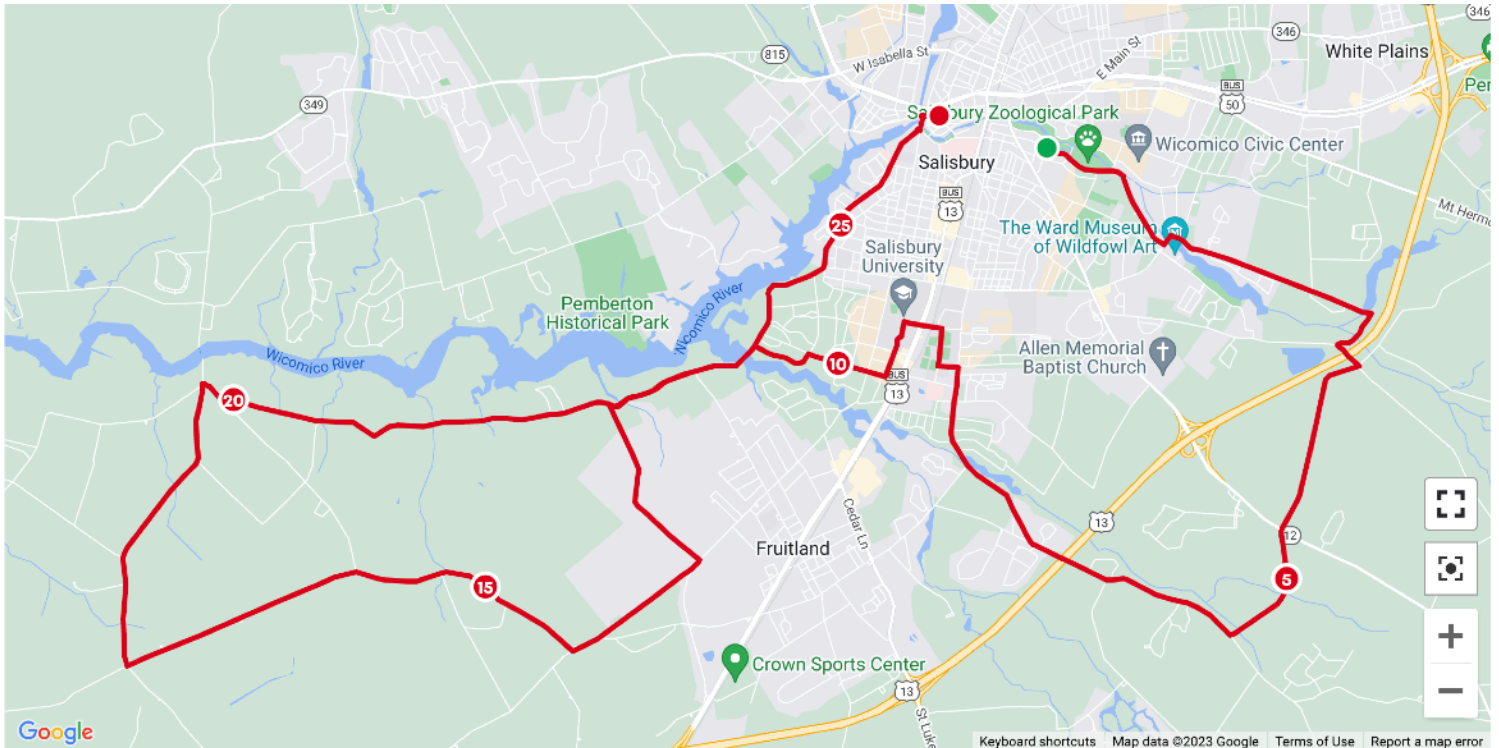 346
346
White Plains
815
W Isabella St
E Main St
BUS
50
349
Salisbury Zoological Park
Wicomico Civic Center
Salisbury
BUS
13
Mt Hermo
25
The Ward Museum
of Wildfowl Art
Salisbury
University
Pemberton
Historical Park
Wicomico River
Wicomico River
Allen Memorial
Baptist Church
10
BUS
13
20
Cedar Ln
13
12
Fruitland
15
5
Crown Sports Center
13
St Luke
Google
Keyboard shortcuts
Map data ©2023 Google
Terms of Use
Report a map error